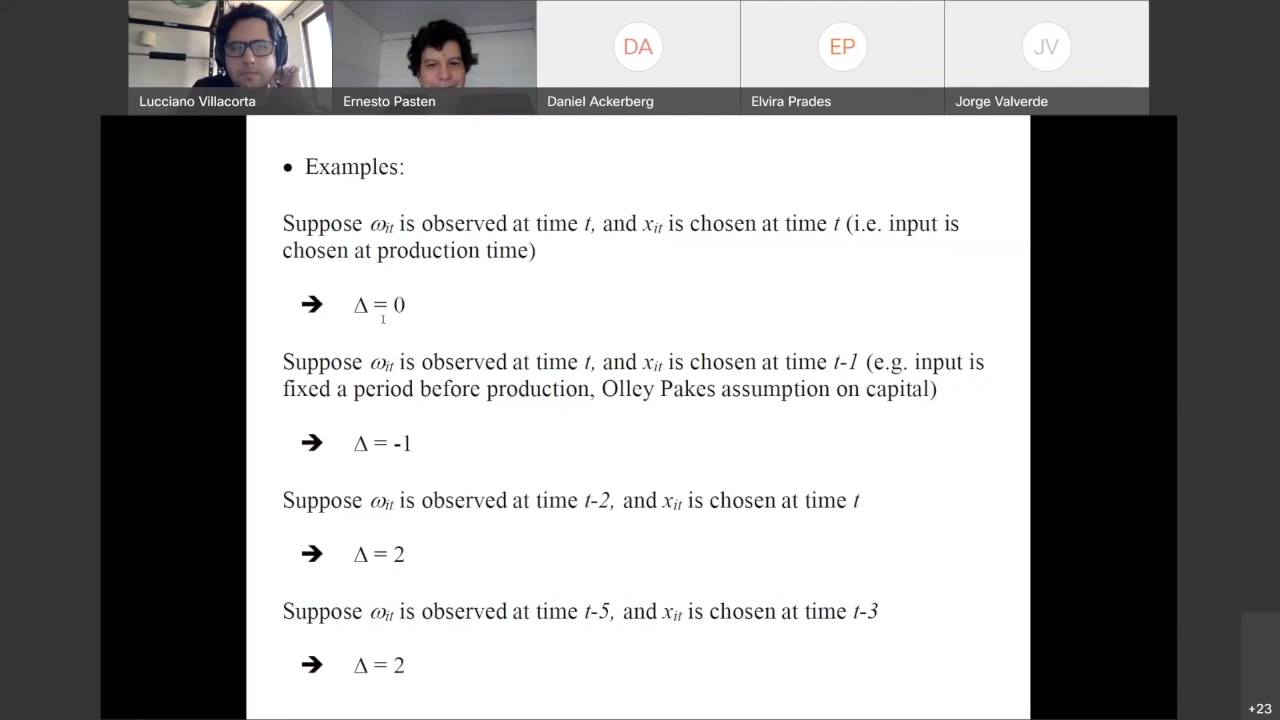 DA
EP
JV
Lucciano Villacorta
Ernesto Pasten
Daniel Ackerberg
Elvira Prades
Jorge Valverde
• Examples:
Suppose ωit is observed at time t, and xit is chosen at time t (i.e. input is
chosen at production time)
➔ Δ = 0
Suppose ωit is observed at time t, and xit is chosen at time t-1 (e.g. input is
fixed a period before production, Olley Pakes assumption on capital)
➔ Δ = -1
Suppose ωit is observed at time t-2, and xit is chosen at time t
➔ Δ = 2
Suppose ωit is observed at time t-5, and xit is chosen at time t-3
➔ Δ = 2
+23